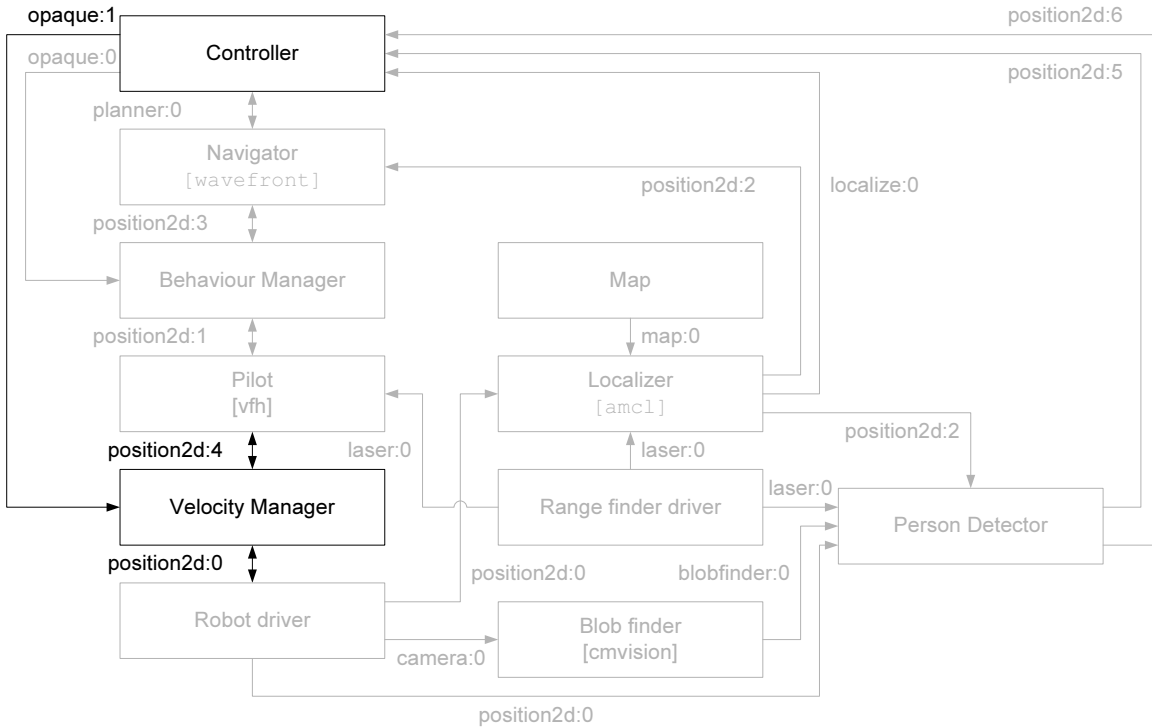 opaque:1
position2d:6
Controller
opaque:0
position2d:5
planner:0
Navigator
[wavefront]
position2d:2
localize:0
position2d:3
Behaviour Manager
Map
position2d:1
map:0
Pilot
[vfh]
Localizer
[amcl]
position2d:4
laser:0
laser:0
position2d:2
Velocity Manager
Range finder driver
laser:0
Person Detector
position2d:0
position2d:0
blobfinder:0
Robot driver
Blob finder
[cmvision]
camera:0
position2d:0